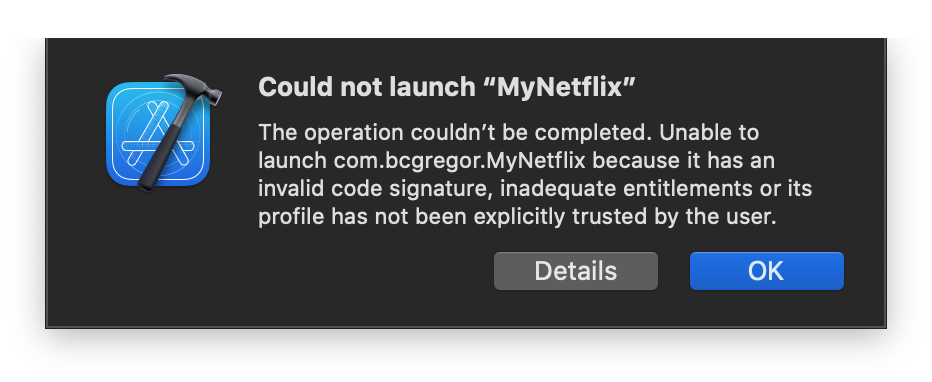 Could not launch “MyNetflix”
The operation couldn’t be completed. Unable to
launch com.bcgregor.MyNetflix because it has an
invalid code signature, inadequate entitlements or its
profile has not been explicitly trusted by the user.
Details
OK